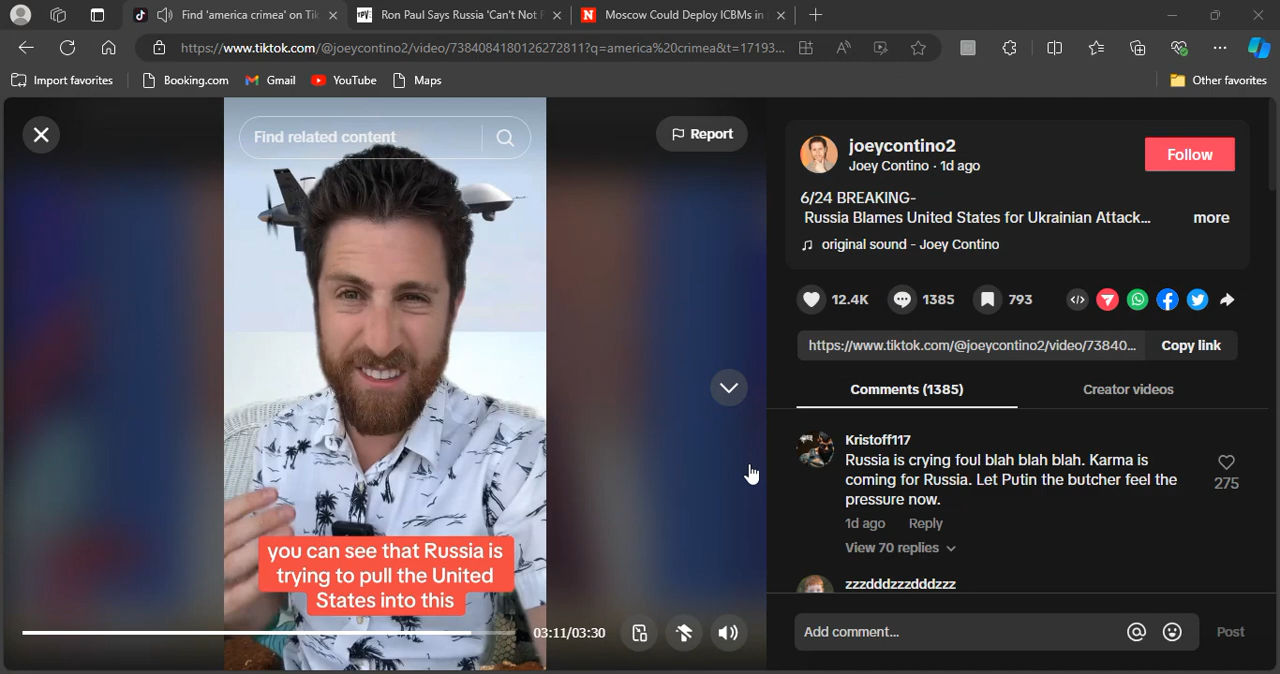 Find 'america crimea' on Tik
Ron Paul Says Russia 'Can't Not
Moscow Could Deploy ICBMs in
https://www.tiktok.com/@joeycontino2/video/7384084180126272811?q=america%20crimea&t=17193...
Import favorites
Booking.com
Gmail
YouTube
Maps
Other favorites
Find related content
Report
joeycontino2
Joey Contino · 1d ago
Follow
6/24 BREAKING-
Russia Blames United States for Ukrainian Attack...
more
original sound - Joey Contino
12.4K
1385
793
https://www.tiktok.com/@joeycontino2/video/73840...
Copy link
Comments (1385)
Creator videos
Kristoff117
Russia is crying foul blah blah blah. Karma is
coming for Russia. Let Putin the butcher feel the
pressure now.
275
1d ago
Reply
View 70 replies
zzzdddzzzdddzzz
you can see that Russia is
trying to pull the United
States into this
03:11/03:30
Add comment...
Post